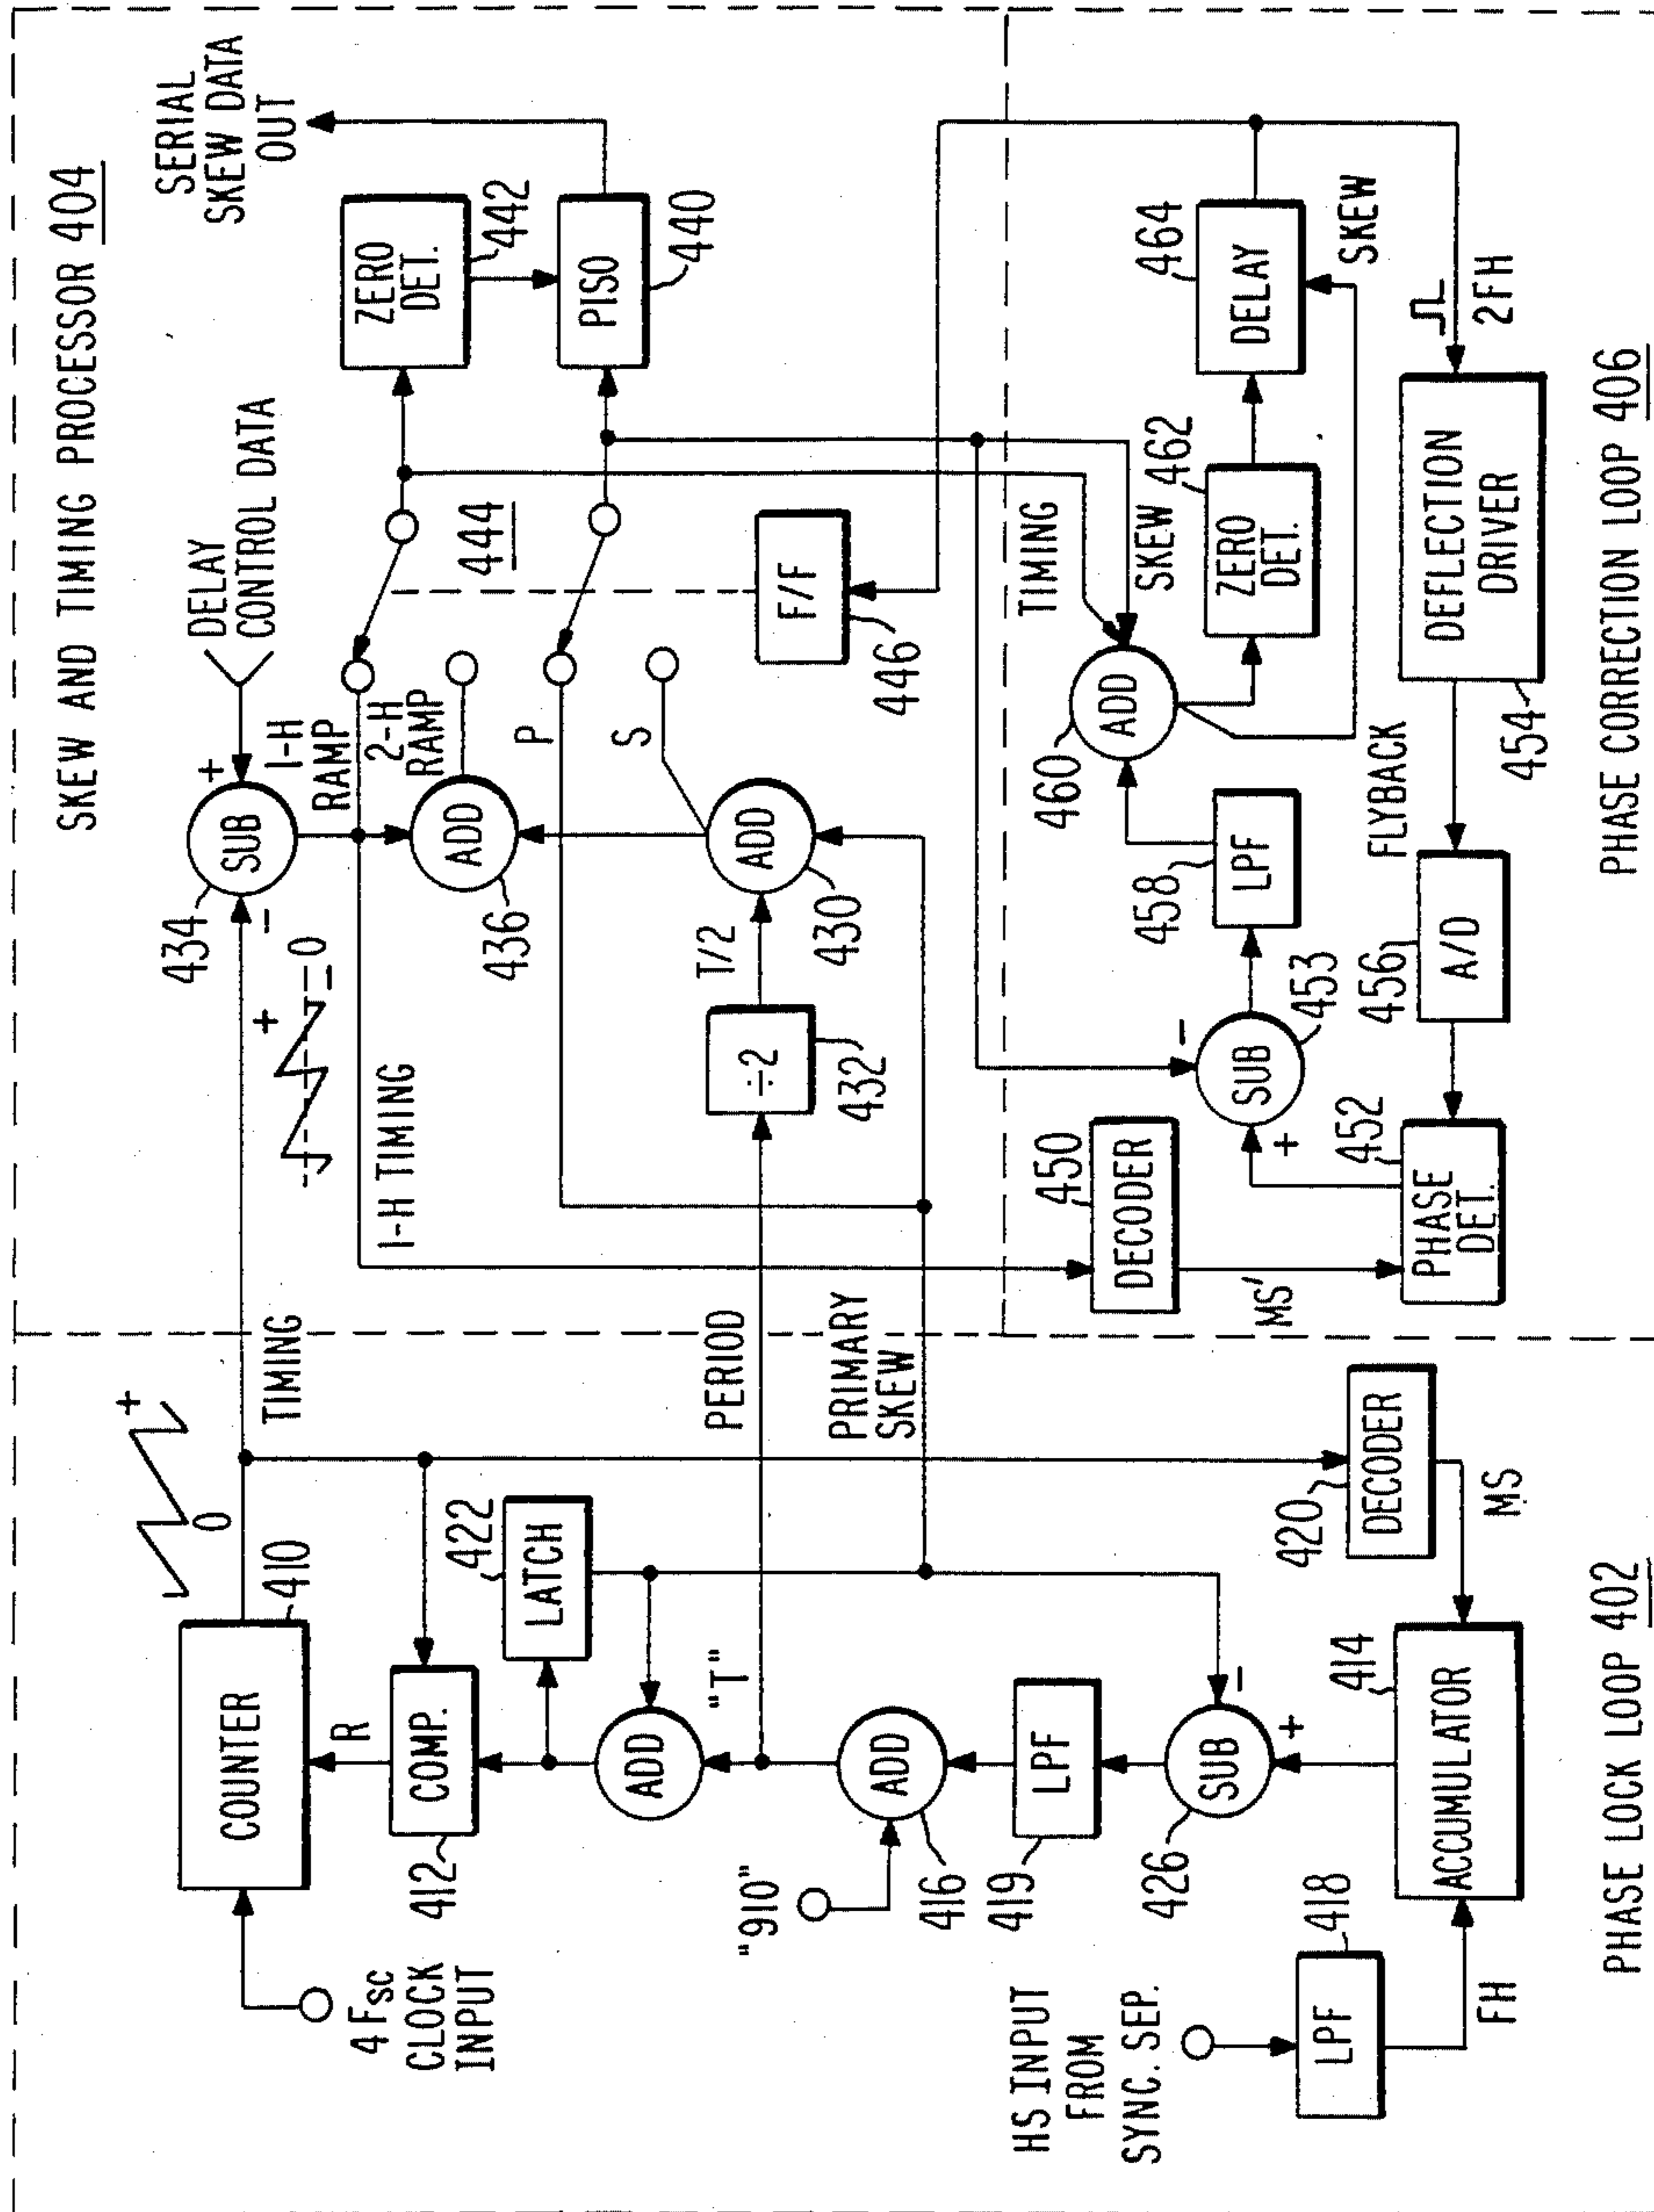 SKEW AND TIMING PROCESSOR 404
SERIAL
SKEW DATA
OUT
DELAY
CONTROL DATA
ZERO
DET.
442
PISO
440
444
F/F
446
434
SUB
+
−
+
0
−
1-H
RAMP
2-H
RAMP
ADD
436
P
S
ADD
430
T/2
÷2
432
1-H TIMING
TIMING
PERIOD
PRIMARY
SKEW
+
0
COUNTER
410
4FSC
CLOCK
INPUT
R
COMP.
412
LATCH
422
ADD
"T"
ADD
416
"910"
LPF
419
SUB
426
+
−
ACCUMULATOR
414
DECODER
420
MS
HS INPUT
FROM
SYNC. SEP.
LPF
418
FH
PHASE LOCK LOOP 402
DECODER
450
MS'
PHASE
DET.
452
SUB
453
+
−
LPF
458
ADD
460
TIMING
SKEW
ZERO
DET.
462
DELAY
464
SKEW
2FH
DEFLECTION
DRIVER
454
FLYBACK
A/D
456
PHASE CORRECTION LOOP 406